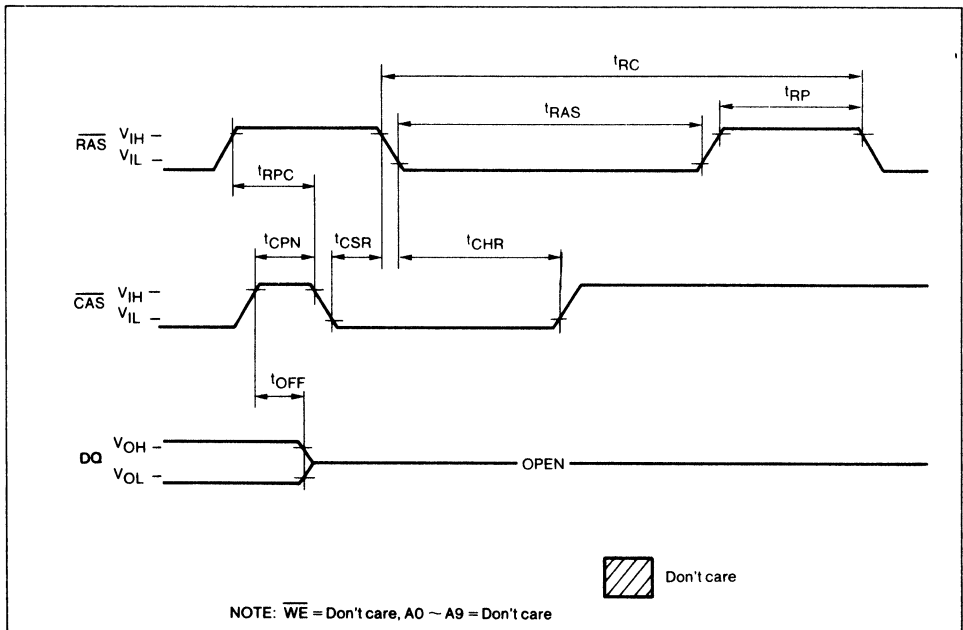 tRC
tRAS
tRP
RAS VIH
VIL
tRPC
tCPN
tCSR
tCHR
CAS VIH
VIL
tOFF
DQ VOH
VOL
OPEN
Don't care
NOTE: WE = Don't care, A0 ~ A9 = Don't care